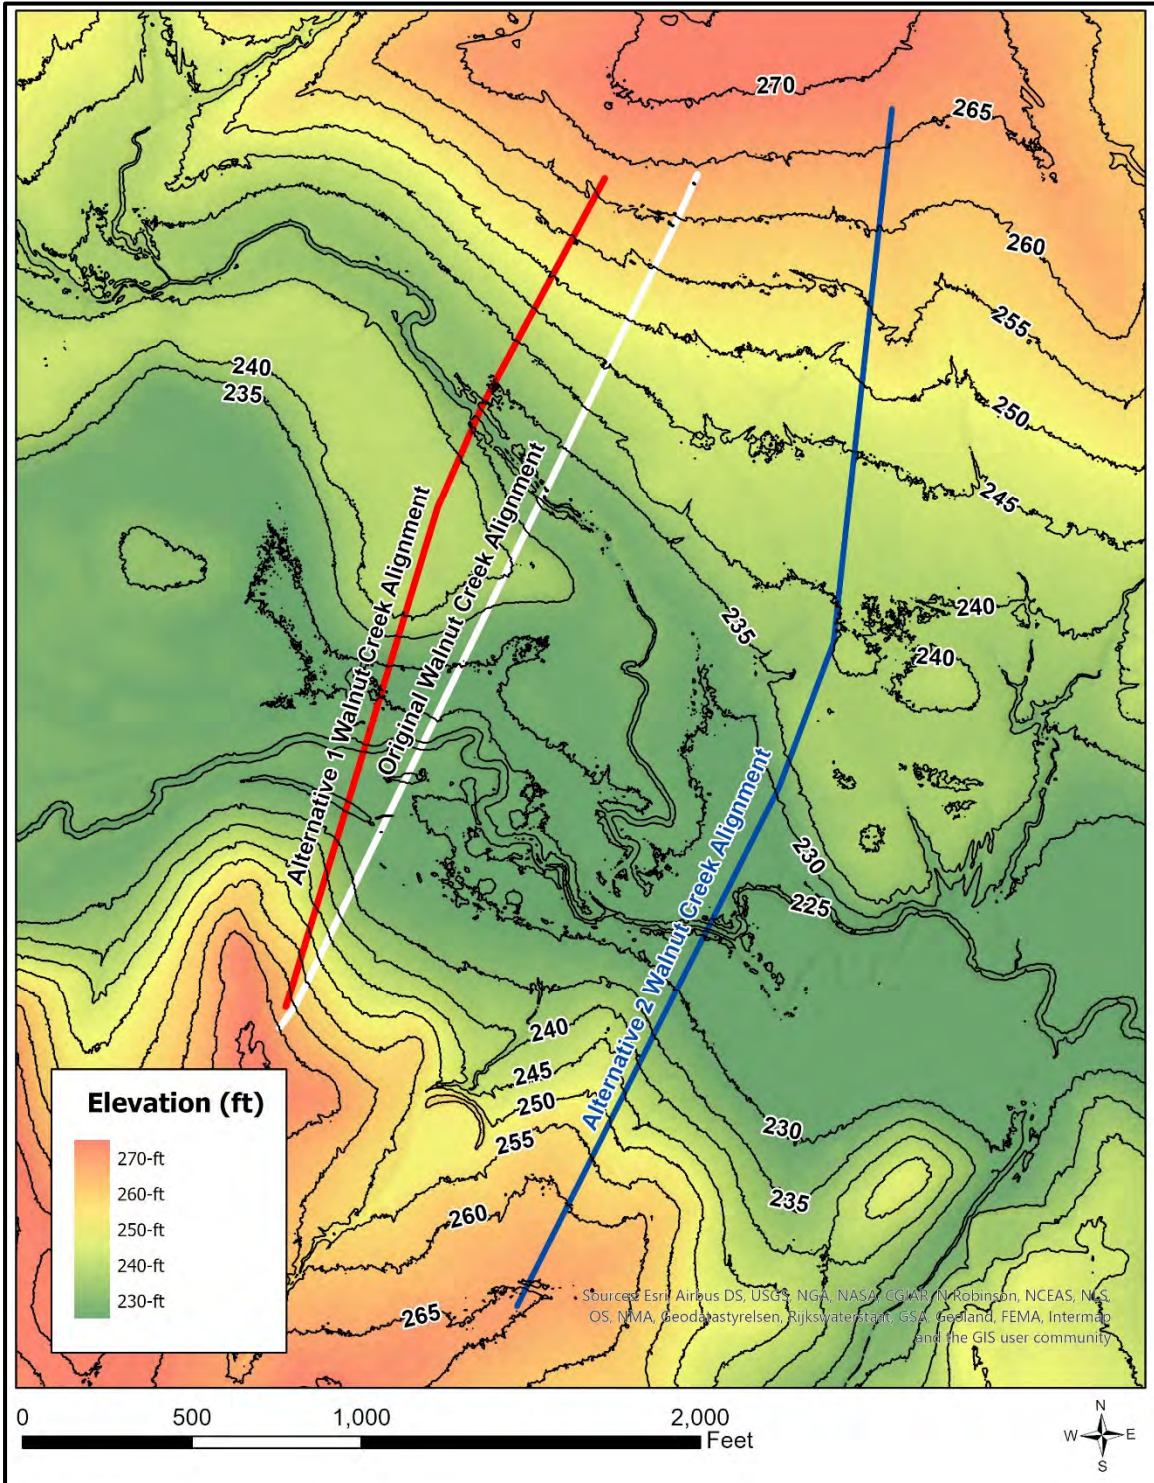 270
265
260
255
250
245
240
235
240
240
235
Alternative 1 Walnut Creek Alignment
Original Walnut Creek Alignment
Alternative 2 Walnut Creek Alignment
230
225
240
245
250
255
260
265
230
235
Elevation (ft)
270-ft
260-ft
250-ft
240-ft
230-ft
Sources: Esri, Airbus DS, USGS, NGA, NASA, CGIAR, N Robinson, NCEAS, NLS,
OS, NMA, Geodatastyrelsen, Rijkswaterstaat, GSA, Geoland, FEMA, Intermap
and the GIS user community
0 500 1,000 2,000
Feet
N
W E
S